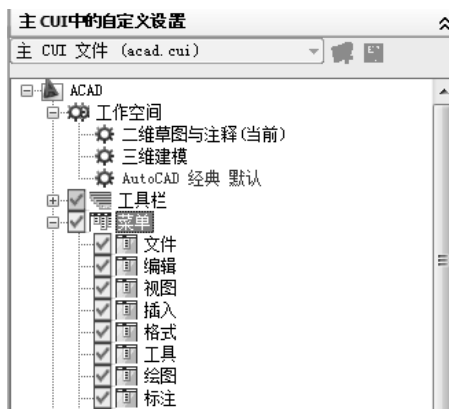 主 CUI中的自定义设置
主 CUI 文件 (acad.cui)
ACAD
工作空间
二维草图与注释(当前)
三维建模
AutoCAD 经典 默认
工具栏
菜单
文件
编辑
视图
插入
格式
工具
绘图
标注